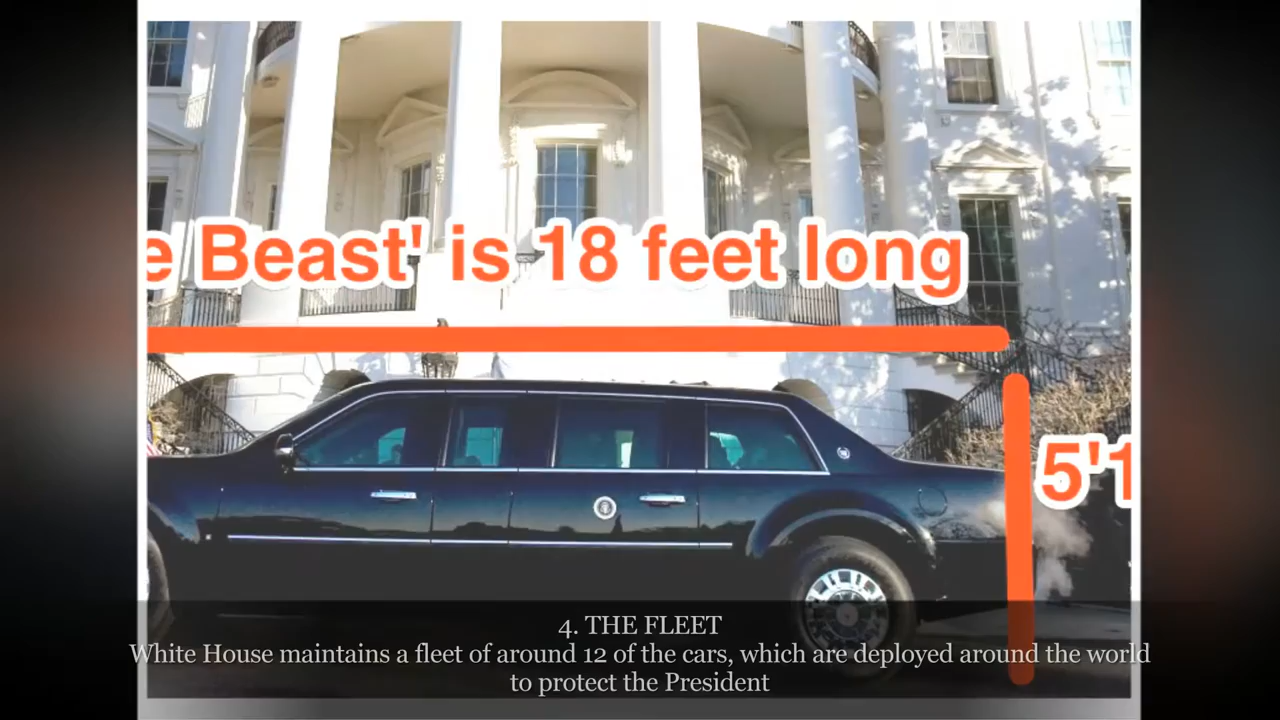 e Beast' is 18 feet long
5'1
4. THE FLEET
White House maintains a fleet of around 12 of the cars, which are deployed around the world
to protect the President